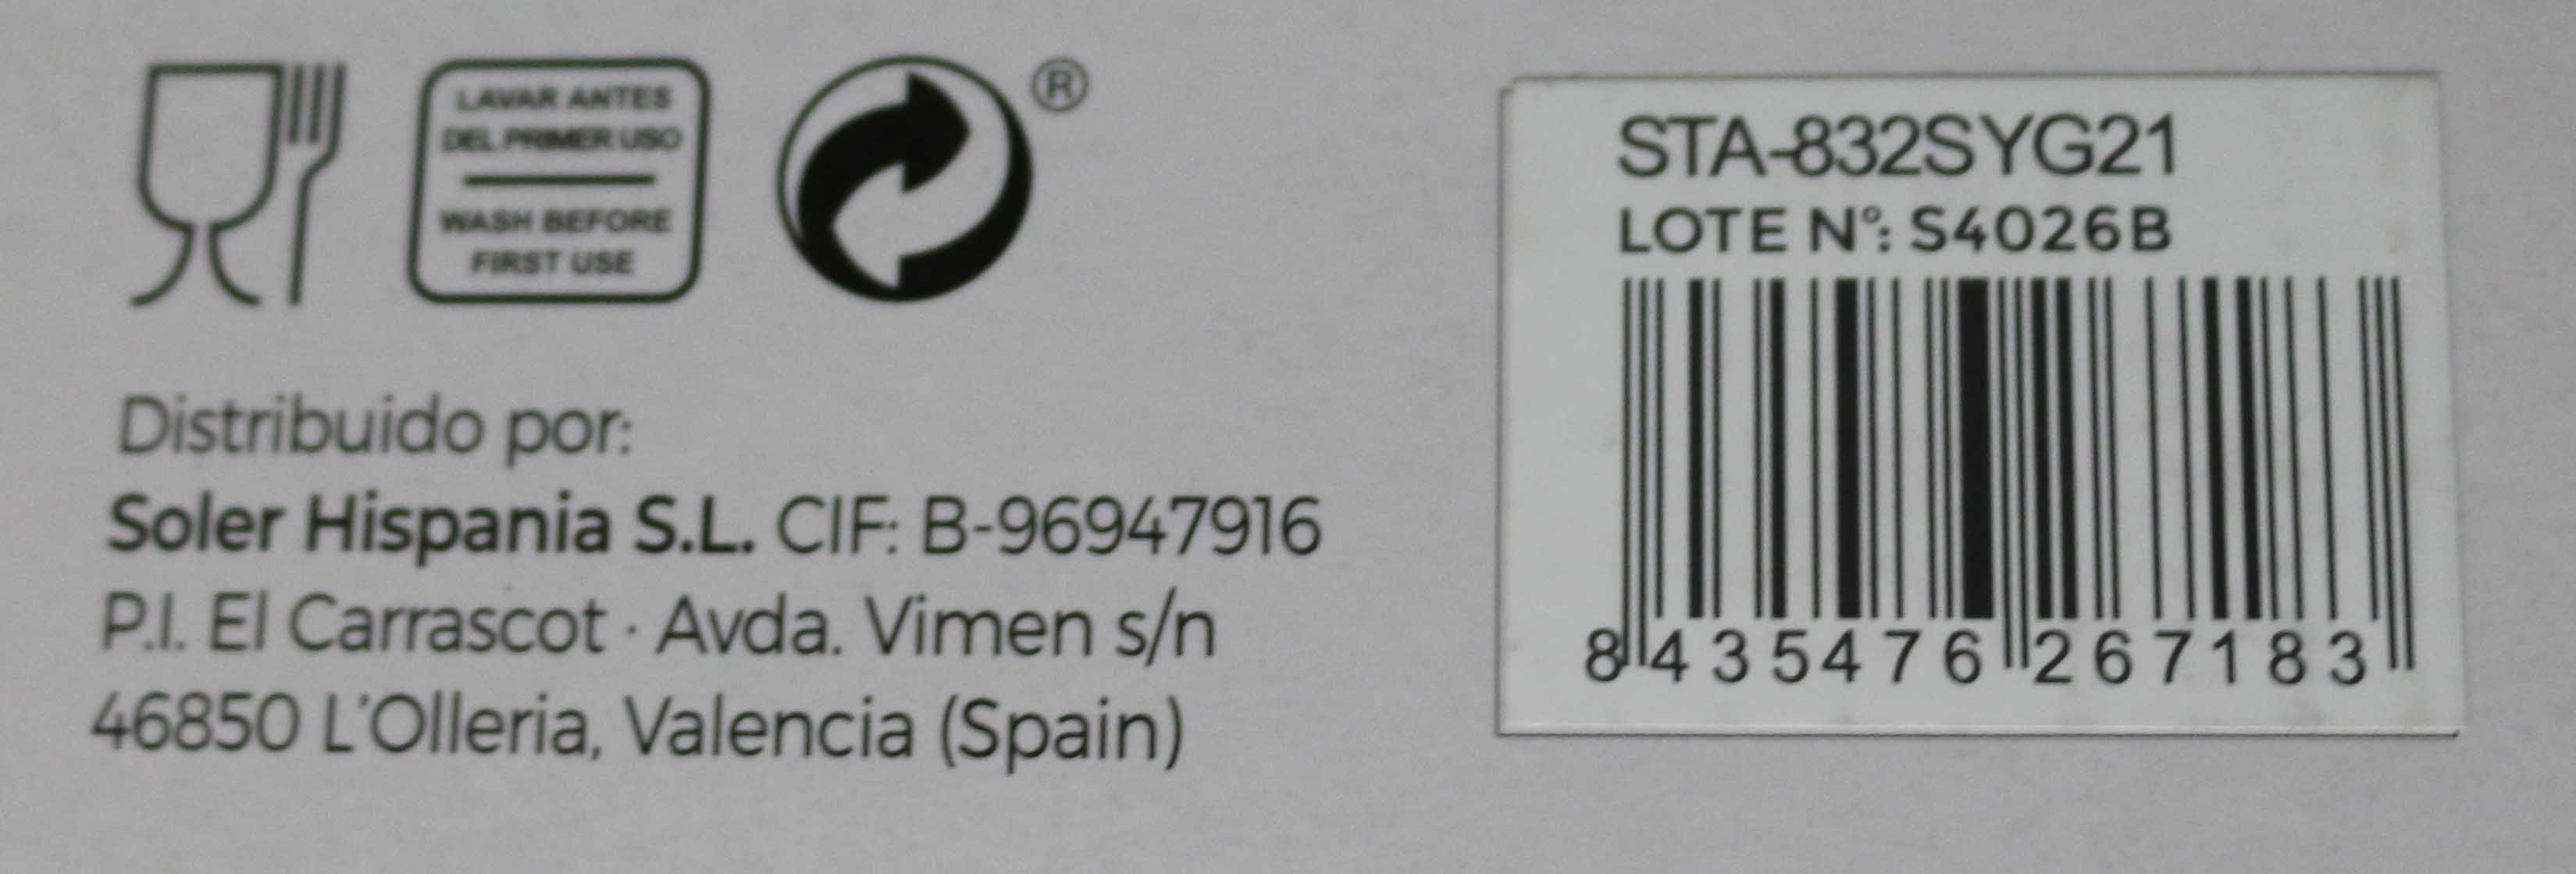 LAVAR ANTES
DEL PRIMER USO
WASH BEFORE
FIRST USE
®
Distribuido por:
Soler Hispania S.L. CIF: B-96947916
P.I. El Carrascot · Avda. Vimen s/n
46850 L'Olleria, Valencia (Spain)
STA-832SYG21
LOTE Nº: S4026B
8 435476 267183